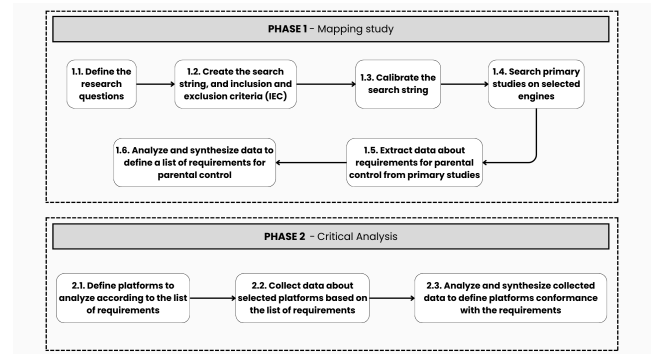 PHASE 1 - Mapping study
1.1. Define the
research
questions
1.2. Create the search
string, and inclusion and
exclusion criteria (IEC)
1.3. Calibrate the
search string
1.4. Search primary
studies on selected
engines
1.6. Analyze and synthesize data to
define a list of requirements for
parental control
1.5. Extract data about
requirements for parental
control from primary studies
PHASE 2 - Critical Analysis
2.1. Define platforms to
analyze according to the list
of requirements
2.2. Collect data about
selected platforms based on
the list of requirements
2.3. Analyze and synthesize collected
data to define platforms conformance
with the requirements